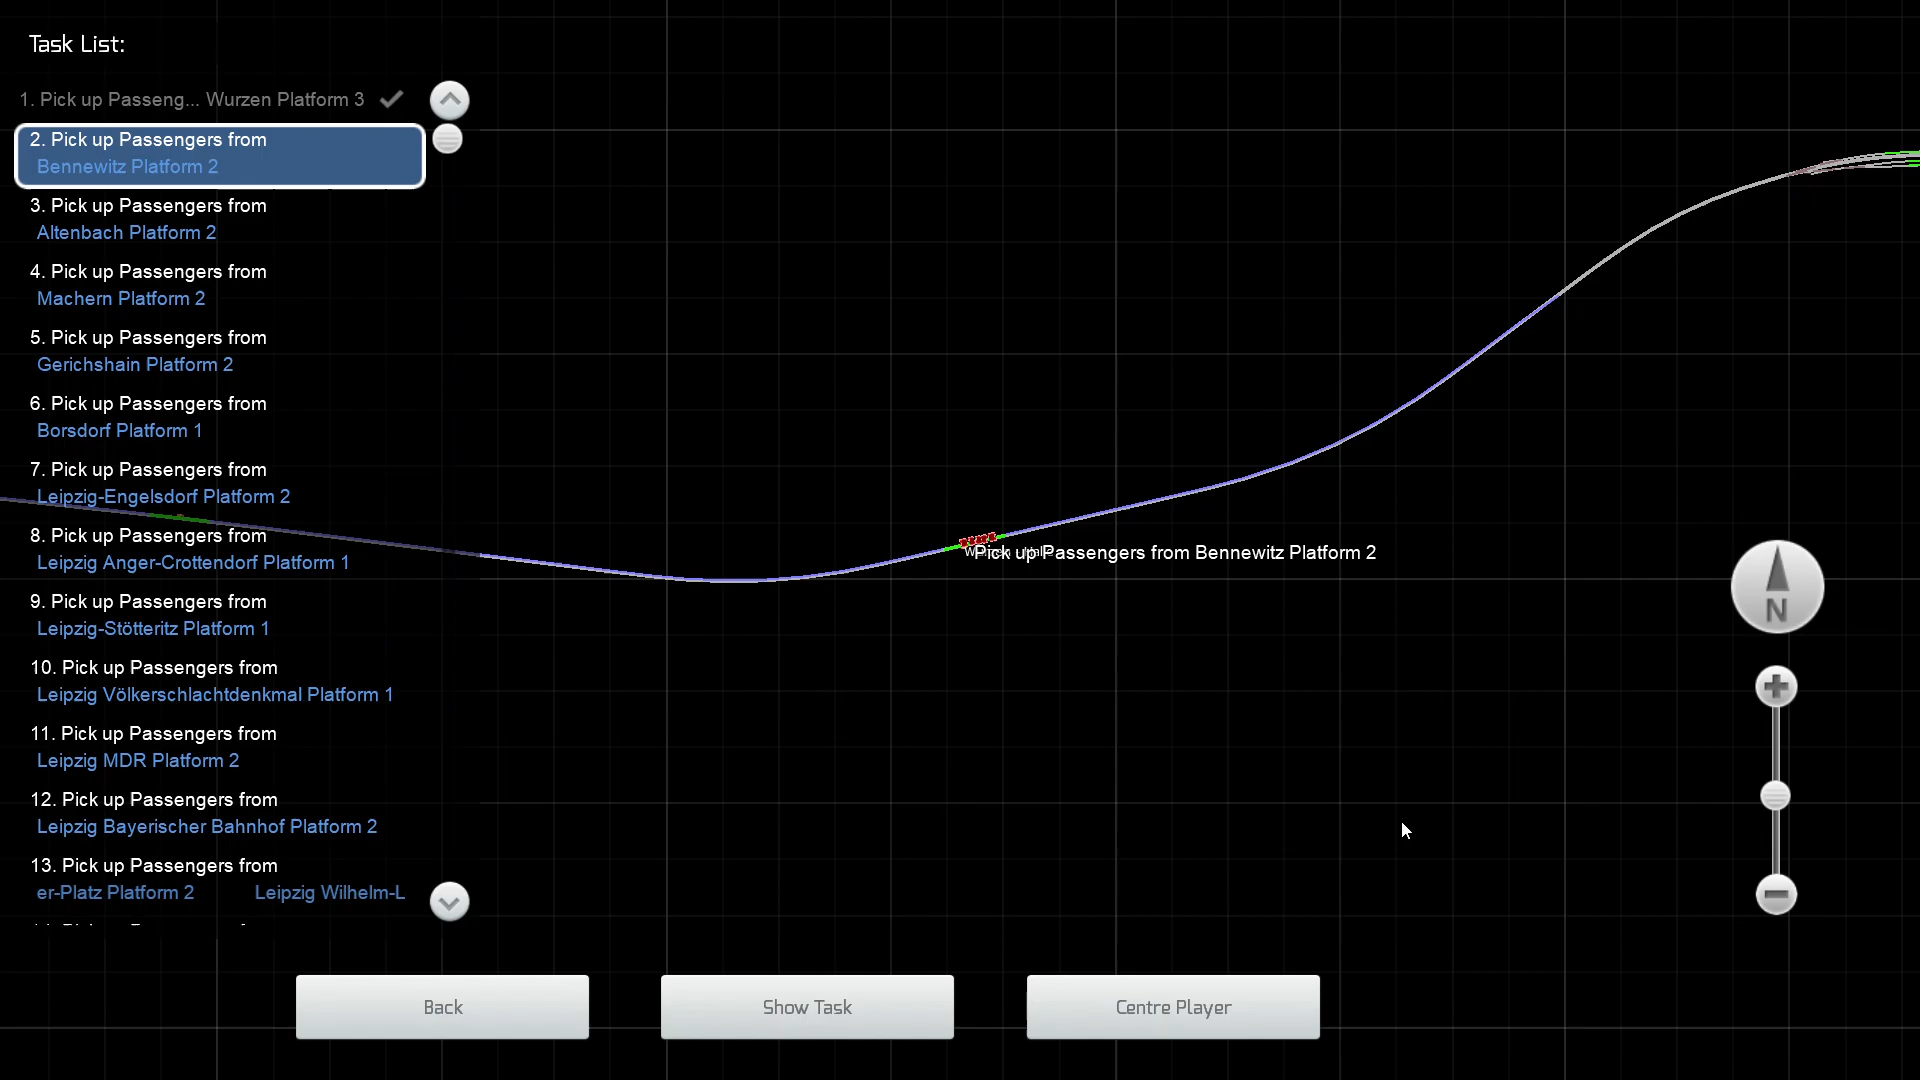 Task List:
1. Pick up Passeng... Wurzen Platform 3
2. Pick up Passengers from
Bennewitz Platform 2
3. Pick up Passengers from
Altenbach Platform 2
4. Pick up Passengers from
Machern Platform 2
5. Pick up Passengers from
Gerichshain Platform 2
6. Pick up Passengers from
Borsdorf Platform 1
7. Pick up Passengers from
Leipzig-Engelsdorf Platform 2
8. Pick up Passengers from
Leipzig Anger-Crottendorf Platform 1
9. Pick up Passengers from
Leipzig-Stötteritz Platform 1
10. Pick up Passengers from
Leipzig Völkerschlachtdenkmal Platform 1
11. Pick up Passengers from
Leipzig MDR Platform 2
12. Pick up Passengers from
Leipzig Bayerischer Bahnhof Platform 2
13. Pick up Passengers from
er-Platz Platform 2 Leipzig Wilhelm-L
Pick up Passengers from Bennewitz Platform 2
N
Back
Show Task
Centre Player